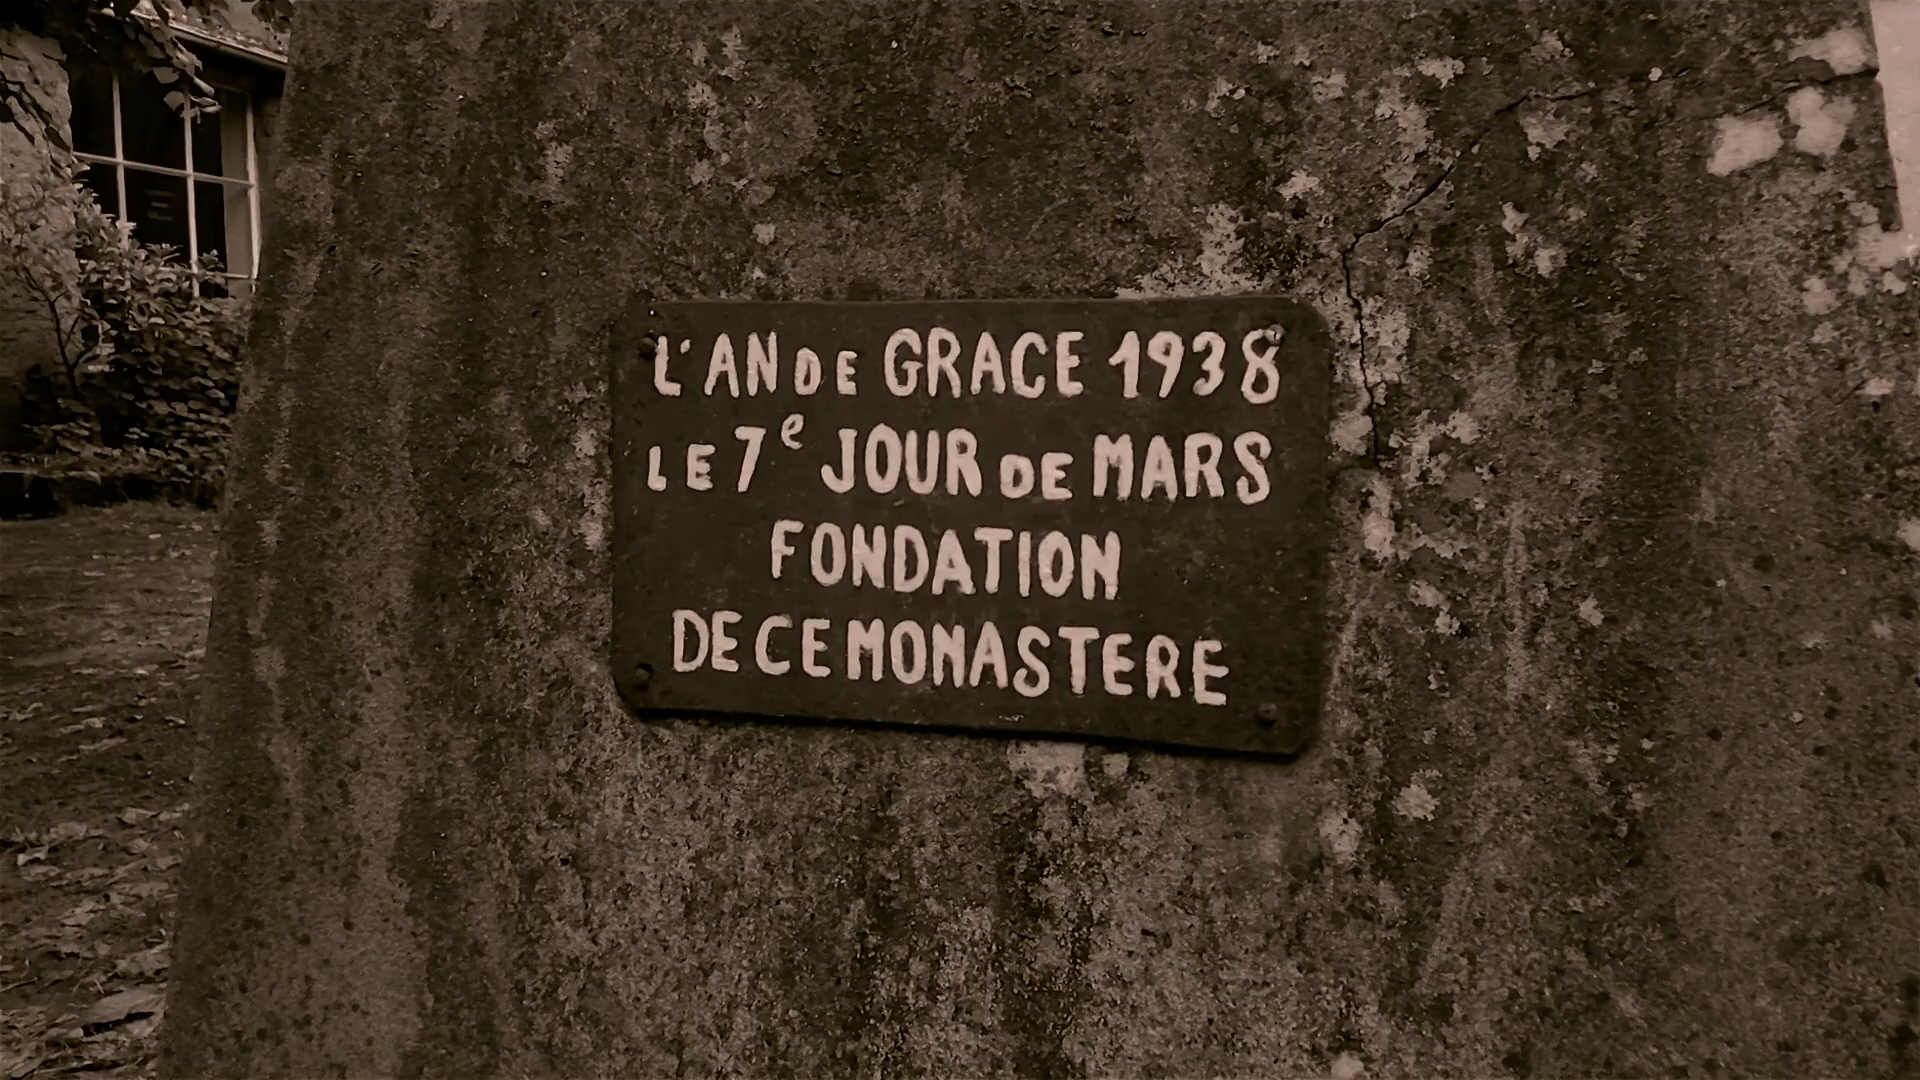 L'AN DE GRACE 1938
LE 7e JOUR DE MARS
FONDATION
DE CE MONASTERE